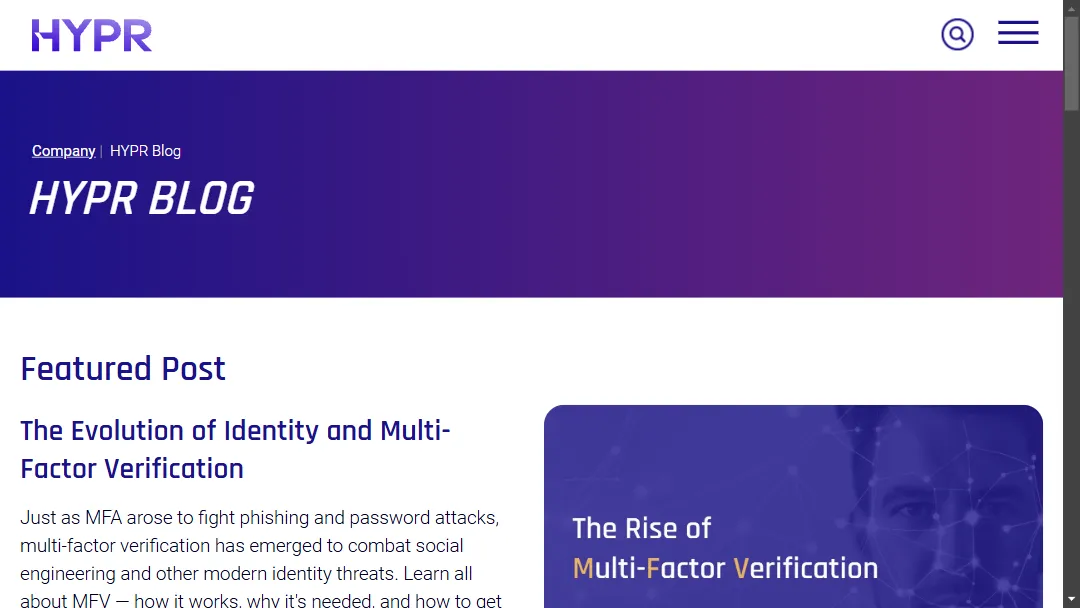 HYPR
Company | HYPR Blog
HYPR BLOG
Featured Post
The Evolution of Identity and Multi-
Factor Verification
Just as MFA arose to fight phishing and password attacks,
multi-factor verification has emerged to combat social
engineering and other modern identity threats. Learn all
about MFV — how it works, why it's needed, and how to get
The Rise of
Multi-Factor Verification